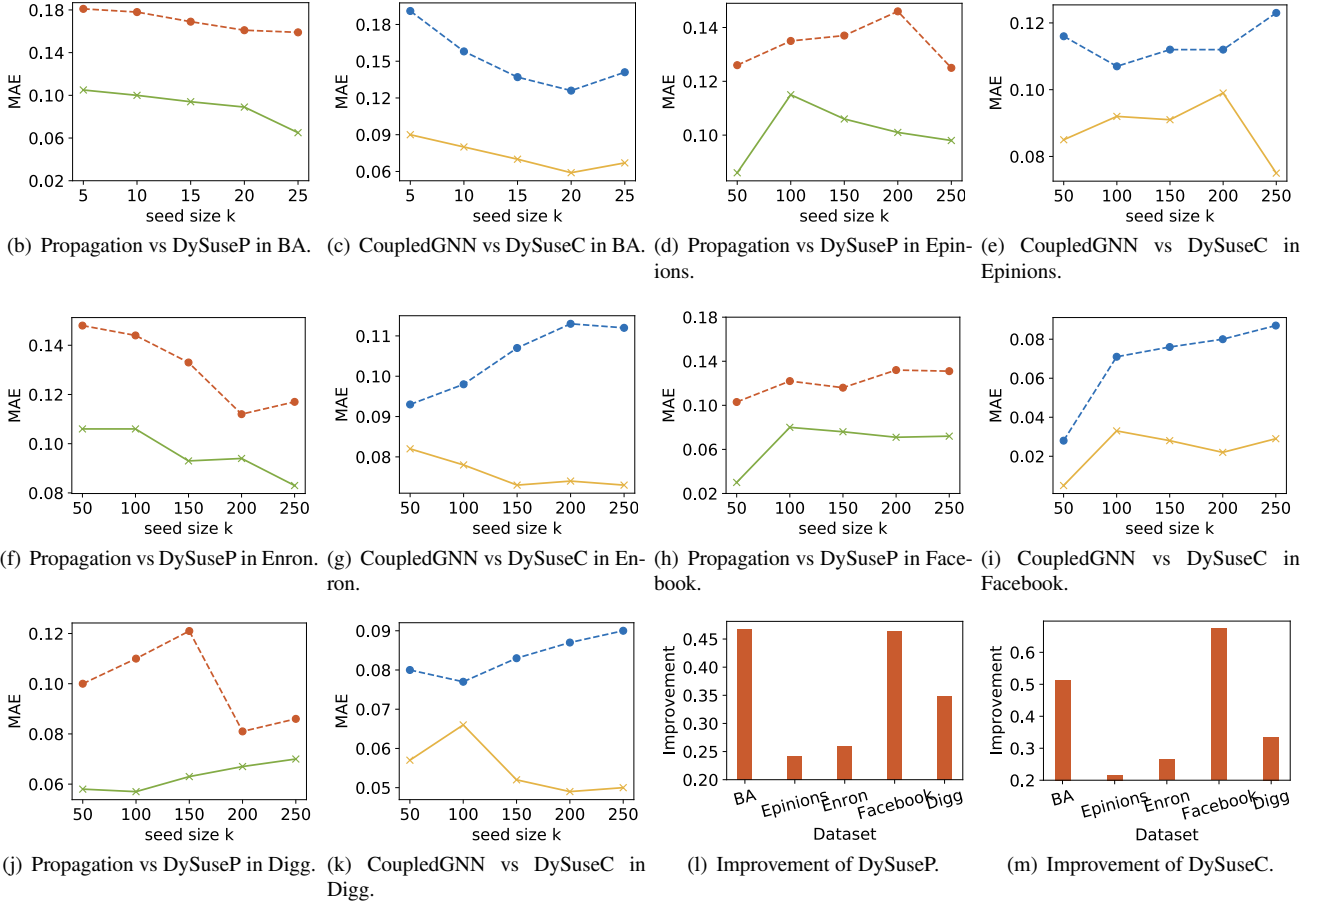 0.18
0.14
0.10
0.06
0.02
MAE
5 10 15 20 25
seed size k
(b) Propagation vs DySuseP in BA.
0.18
0.15
0.12
0.09
0.06
MAE
5 10 15 20 25
seed size k
(c) CoupledGNN vs DySuseC in BA.
0.14
0.12
0.10
MAE
50 100 150 200 250
seed size k
(d) Propagation vs DySuseP in Epin-
ions.
0.12
0.10
0.08
MAE
50 100 150 200 250
seed size k
(e) CoupledGNN vs DySuseC in
Epinions.
0.14
0.12
0.10
0.08
MAE
50 100 150 200 250
seed size k
(f) Propagation vs DySuseP in Enron.
0.11
0.10
0.09
0.08
MAE
50 100 150 200 250
seed size k
(g) CoupledGNN vs DySuseC in En-
ron.
0.18
0.14
0.10
0.06
0.02
MAE
50 100 150 200 250
seed size k
(h) Propagation vs DySuseP in Face-
book.
0.08
0.06
0.04
0.02
MAE
50 100 150 200 250
seed size k
(i) CoupledGNN vs DySuseC in
Facebook.
0.12
0.10
0.08
0.06
MAE
50 100 150 200 250
seed size k
(j) Propagation vs DySuseP in Digg.
0.09
0.08
0.07
0.06
0.05
MAE
50 100 150 200 250
seed size k
(k) CoupledGNN vs DySuseC in
Digg.
0.45
0.40
0.35
0.30
0.25
0.20
Improvement
BA Epinions Enron Facebook Digg
Dataset
(l) Improvement of DySuseP.
0.6
0.5
0.4
0.3
0.2
Improvement
BA Epinions Enron Facebook Digg
Dataset
(m) Improvement of DySuseC.